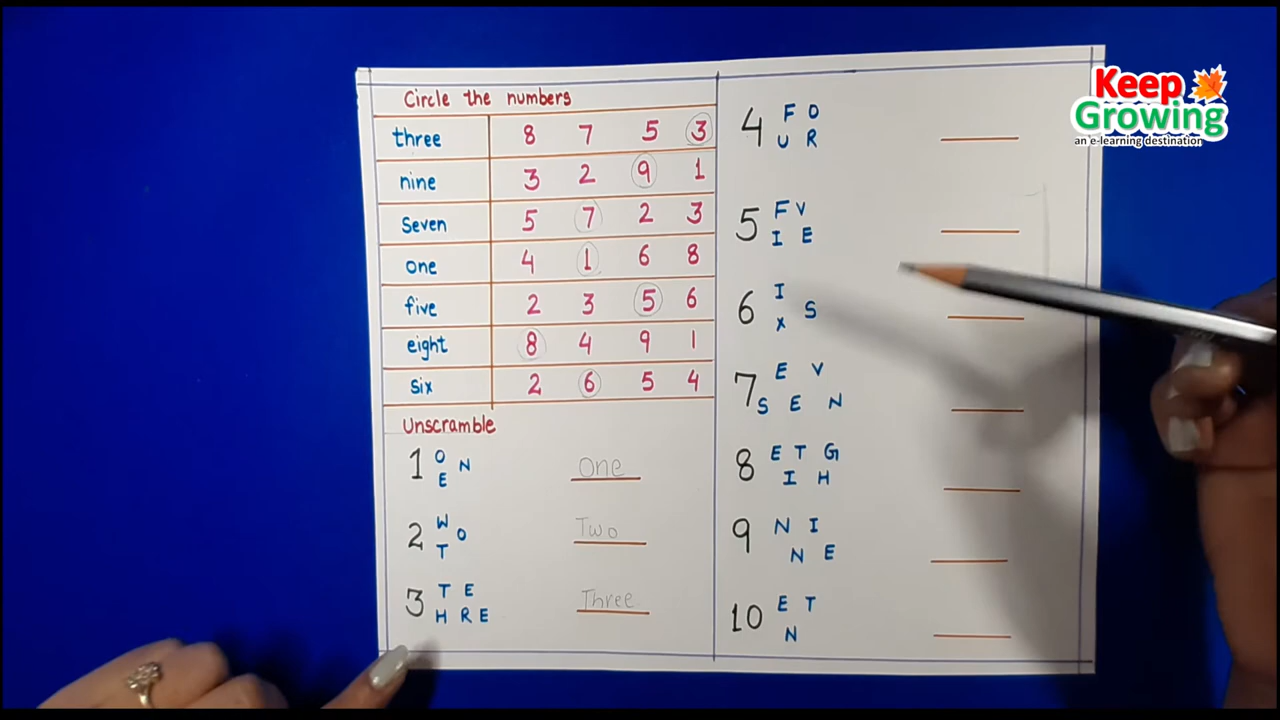 Circle the numbers
three 8 7 5 3
nine 3 2 9 1
Seven 5 7 2 3
one 4 1 6 8
five 2 3 5 6
eight 8 4 9 1
six 2 6 5 4
Unscramble
1 O N
E
One
2 W O
T
Two
3 T E
H R E
Three
4 F O
U R
5 F V
I E
6 I
X S
7 E V
S E N
8 E T G
I H
9 N I
N E
10 E T
N
Keep
Growing
an e-learning destination